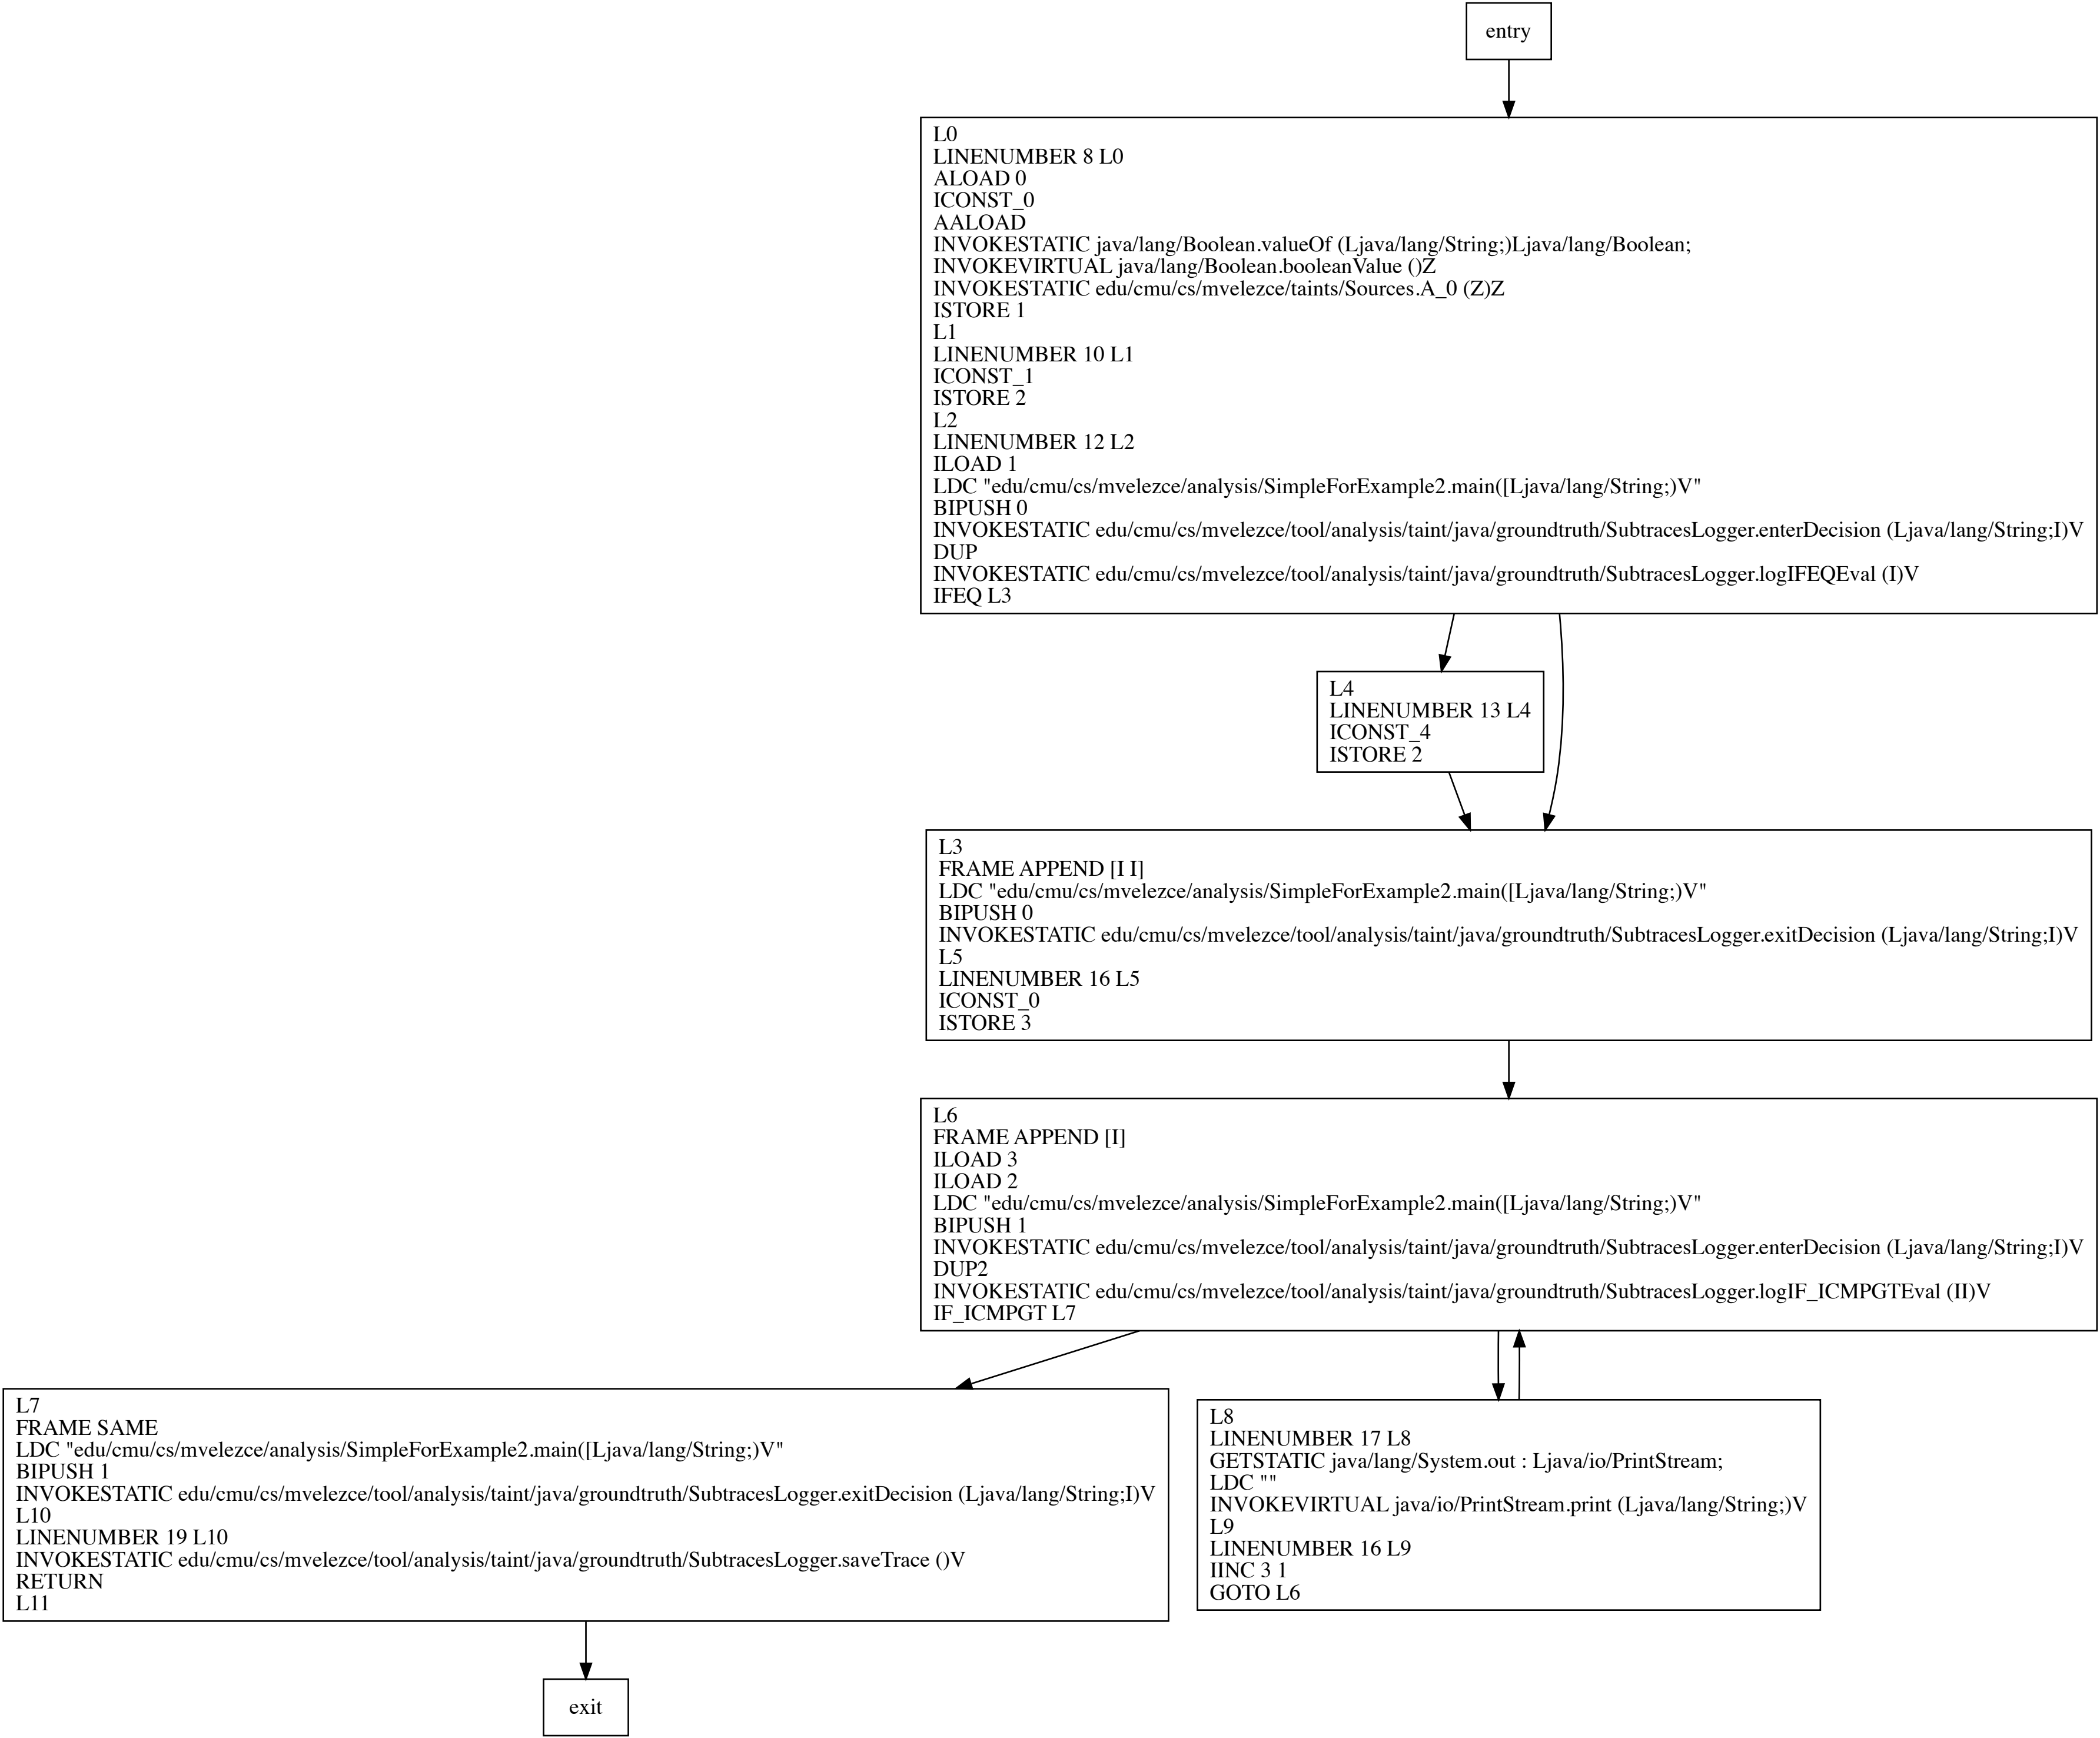 entry
L0
LINENUMBER 8 L0
ALOAD 0
ICONST_0
AALOAD
INVOKESTATIC java/lang/Boolean.valueOf (Ljava/lang/String;)Ljava/lang/Boolean;
INVOKEVIRTUAL java/lang/Boolean.booleanValue ()Z
INVOKESTATIC edu/cmu/cs/mvelezce/taints/Sources.A_0 (Z)Z
ISTORE 1
L1
LINENUMBER 10 L1
ICONST_1
ISTORE 2
L2
LINENUMBER 12 L2
ILOAD 1
LDC "edu/cmu/cs/mvelezce/analysis/SimpleForExample2.main([Ljava/lang/String;)V"
BIPUSH 0
INVOKESTATIC edu/cmu/cs/mvelezce/tool/analysis/taint/java/groundtruth/SubtracesLogger.enterDecision (Ljava/lang/String;I)V
DUP
INVOKESTATIC edu/cmu/cs/mvelezce/tool/analysis/taint/java/groundtruth/SubtracesLogger.logIFEQEval (I)V
IFEQ L3
L4
LINENUMBER 13 L4
ICONST_4
ISTORE 2
L3
FRAME APPEND [I I]
LDC "edu/cmu/cs/mvelezce/analysis/SimpleForExample2.main([Ljava/lang/String;)V"
BIPUSH 0
INVOKESTATIC edu/cmu/cs/mvelezce/tool/analysis/taint/java/groundtruth/SubtracesLogger.exitDecision (Ljava/lang/String;I)V
L5
LINENUMBER 16 L5
ICONST_0
ISTORE 3
L6
FRAME APPEND [I]
ILOAD 3
ILOAD 2
LDC "edu/cmu/cs/mvelezce/analysis/SimpleForExample2.main([Ljava/lang/String;)V"
BIPUSH 1
INVOKESTATIC edu/cmu/cs/mvelezce/tool/analysis/taint/java/groundtruth/SubtracesLogger.enterDecision (Ljava/lang/String;I)V
DUP2
INVOKESTATIC edu/cmu/cs/mvelezce/tool/analysis/taint/java/groundtruth/SubtracesLogger.logIF_ICMPGTEval (II)V
IF_ICMPGT L7
L7
FRAME SAME
LDC "edu/cmu/cs/mvelezce/analysis/SimpleForExample2.main([Ljava/lang/String;)V"
BIPUSH 1
INVOKESTATIC edu/cmu/cs/mvelezce/tool/analysis/taint/java/groundtruth/SubtracesLogger.exitDecision (Ljava/lang/String;I)V
L10
LINENUMBER 19 L10
INVOKESTATIC edu/cmu/cs/mvelezce/tool/analysis/taint/java/groundtruth/SubtracesLogger.saveTrace ()V
RETURN
L11
L8
LINENUMBER 17 L8
GETSTATIC java/lang/System.out : Ljava/io/PrintStream;
LDC ""
INVOKEVIRTUAL java/io/PrintStream.print (Ljava/lang/String;)V
L9
LINENUMBER 16 L9
IINC 3 1
GOTO L6
exit